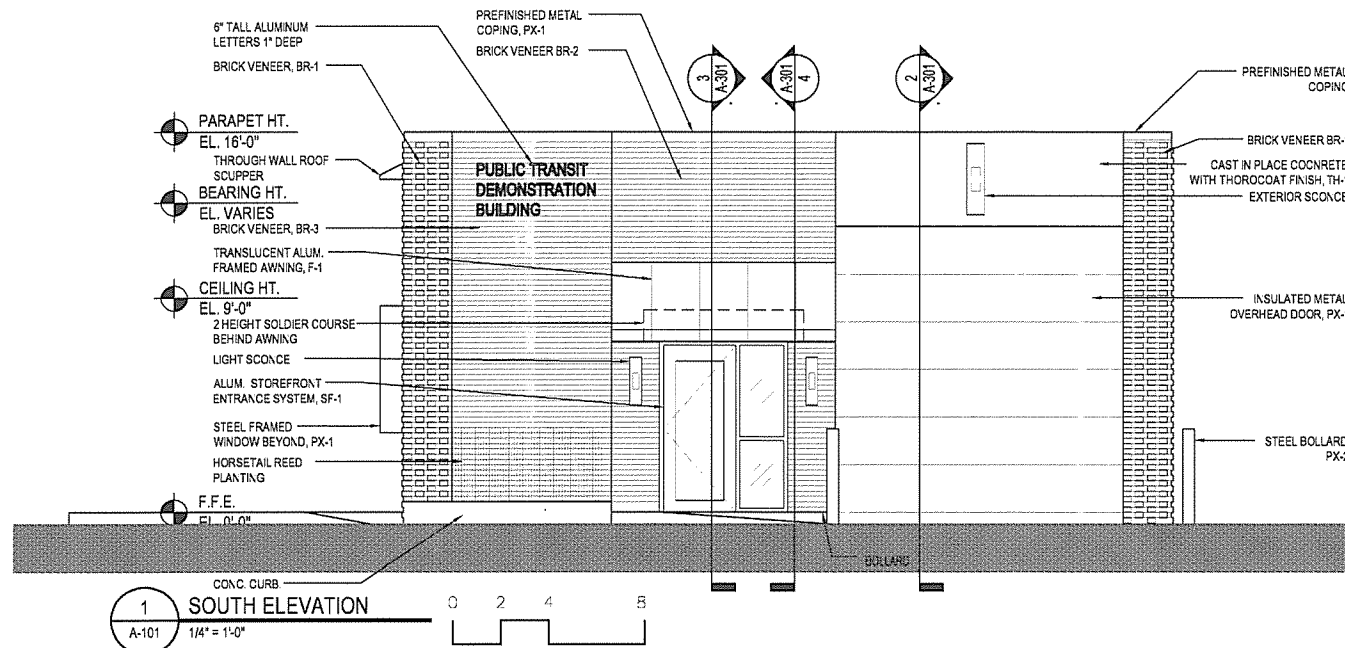 6" TALL ALUMINUM
LETTERS 1" DEEP
BRICK VENEER, BR-1
PREFINISHED METAL
COPING, PX-1
BRICK VENEER BR-2
3
A-301
A-301
4
2
A-301
PREFINISHED METAL
COPING
PARAPET HT.
EL. 16'-0"
THROUGH WALL ROOF
SCUPPER
BEARING HT.
EL. VARIES
BRICK VENEER, BR-3
TRANSLUCENT ALUM.
FRAMED AWNING, F-1
CEILING HT.
EL. 9'-0"
2 HEIGHT SOLDIER COURSE
BEHIND AWNING
LIGHT SCONCE
ALUM. STOREFRONT
ENTRANCE SYSTEM, SF-1
STEEL FRAMED
WINDOW BEYOND, PX-1
HORSETAIL REED
PLANTING
F.F.E.
EL. 0'-0"
CONC. CURB.
PUBLIC TRANSIT
DEMONSTRATION
BUILDING
BRICK VENEER BR-
CAST IN PLACE COCNRETE
WITH THOROCOAT FINISH, TH-
EXTERIOR SCONCE
INSULATED METAL
OVERHEAD DOOR, PX-
STEEL BOLLARD
PX-2
BOLLARD
1
A-101
SOUTH ELEVATION
1/4" = 1'-0"
0 2 4 8